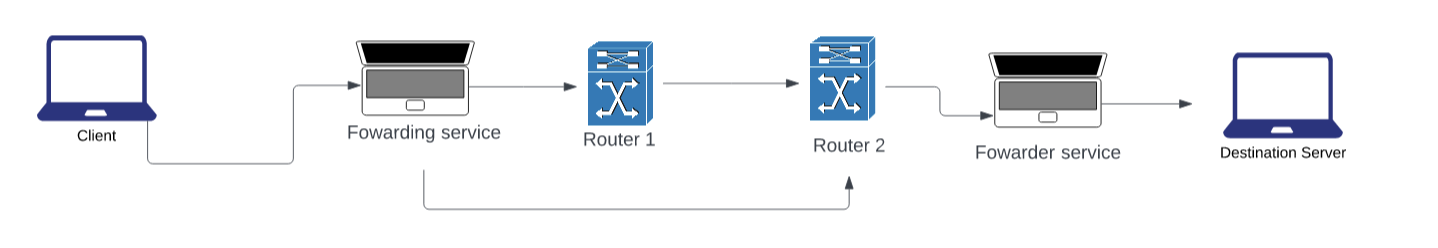 Client
Fowarding service
Router 1
Router 2
Fowarder service
Destination Server